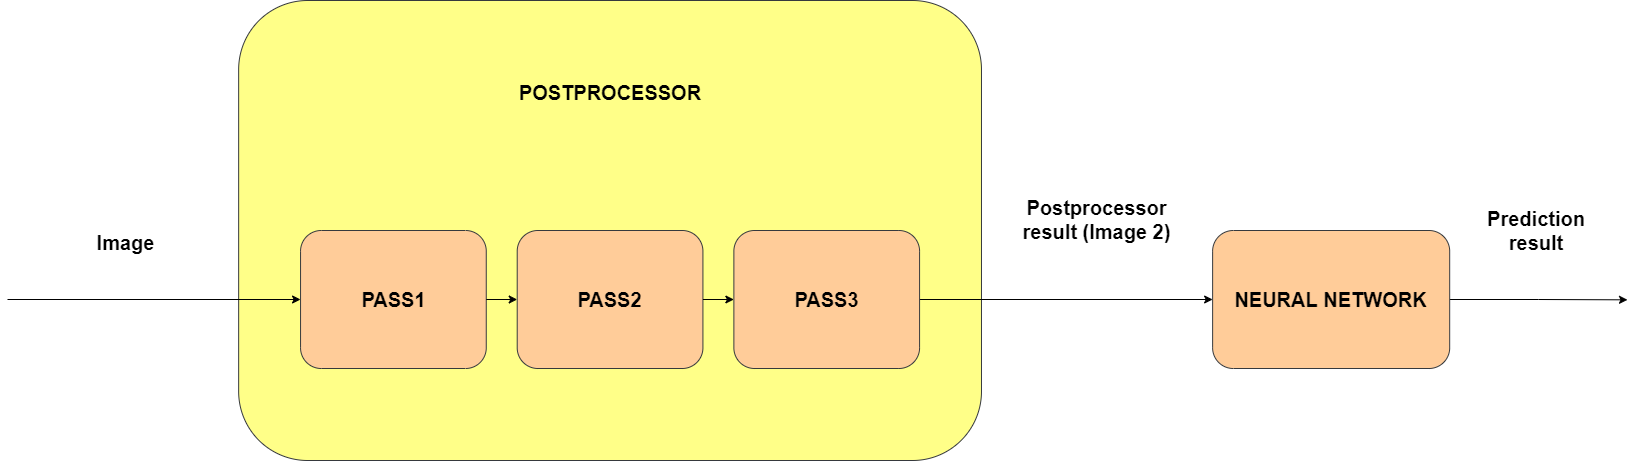 POSTPROCESSOR
Image
PASS1
PASS2
PASS3
Postprocessor
result (Image 2)
NEURAL NETWORK
Prediction
result